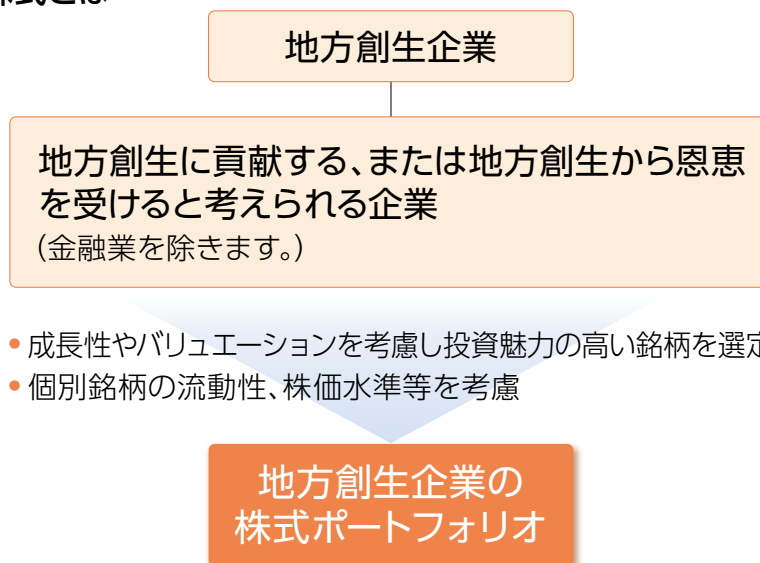 株式とは
地方創生企業
地方創生に貢献する、または地方創生から恩恵
を受けると考えられる企業
(金融業を除きます。)
• 成長性やバリュエーションを考慮し投資魅力の高い銘柄を選定
• 個別銘柄の流動性、株価水準等を考慮
地方創生企業の
株式ポートフォリオ